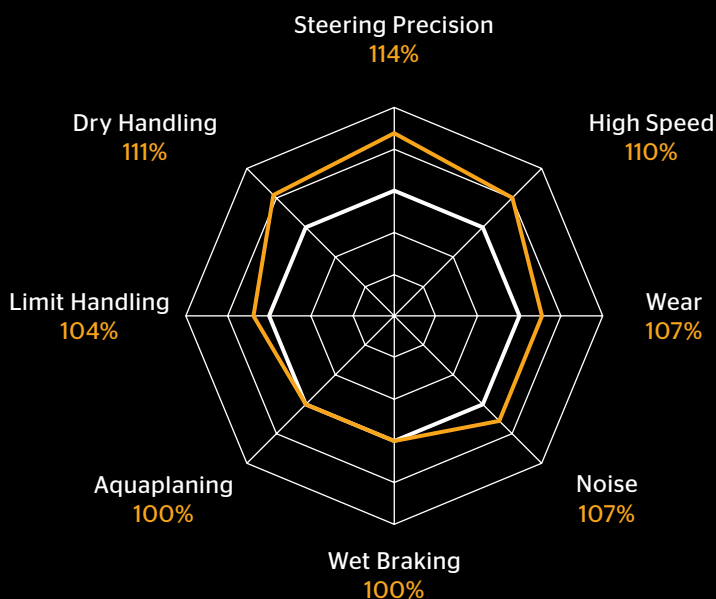 Steering Precision
114%
High Speed
110%
Wear
107%
Noise
107%
Wet Braking
100%
Aquaplaning
100%
Limit Handling
104%
Dry Handling
111%